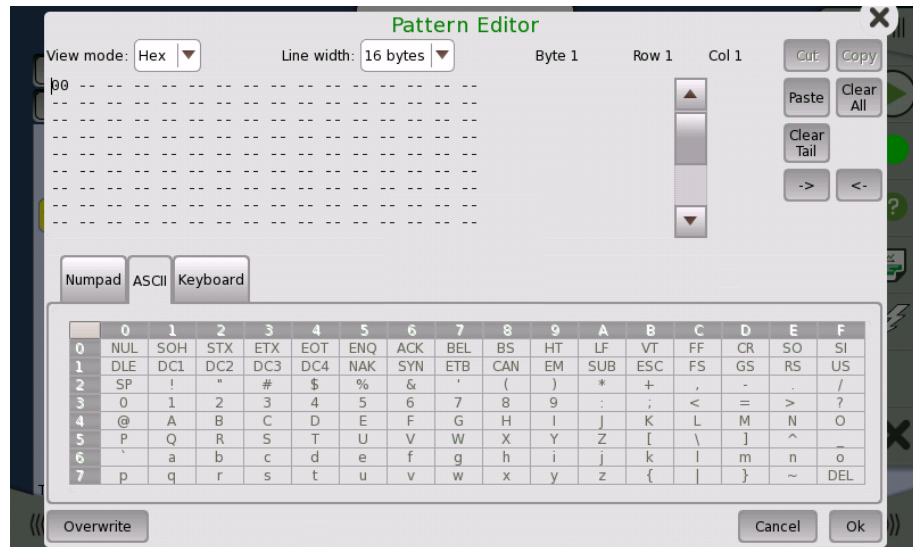 Pattern Editor
View mode: Hex Line width: 16 bytes Byte 1 Row 1 Col 1 Cut Copy
00 -- -- -- -- -- -- -- -- -- -- -- -- -- -- --
-- -- -- -- -- -- -- -- -- -- -- -- -- -- -- --
-- -- -- -- -- -- -- -- -- -- -- -- -- -- -- --
-- -- -- -- -- -- -- -- -- -- -- -- -- -- -- --
-- -- -- -- -- -- -- -- -- -- -- -- -- -- -- --
-- -- -- -- -- -- -- -- -- -- -- -- -- -- -- --
-- -- -- -- -- -- -- -- -- -- -- -- -- -- -- --
-- -- -- -- -- -- -- -- -- -- -- -- -- -- -- --
-- -- -- -- -- -- -- -- -- -- -- -- -- -- -- --
Paste Clear All
Clear Tail
-> <-
Numpad ASCII Keyboard
0 1 2 3 4 5 6 7 8 9 A B C D E F
0 NUL SOH STX ETX EOT ENQ ACK BEL BS HT LF VT FF CR SO SI
1 DLE DC1 DC2 DC3 DC4 NAK SYN ETB CAN EM SUB ESC FS GS RS US
2 SP ! " # $ % & ' ( ) * + , - . /
3 0 1 2 3 4 5 6 7 8 9 : ; < = > ?
4 @ A B C D E F G H I J K L M N O
5 P Q R S T U V W X Y Z [ \ ] ^ _
6 ` a b c d e f g h i j k l m n o
7 p q r s t u v w x y z { | } ~ DEL
Overwrite Cancel Ok